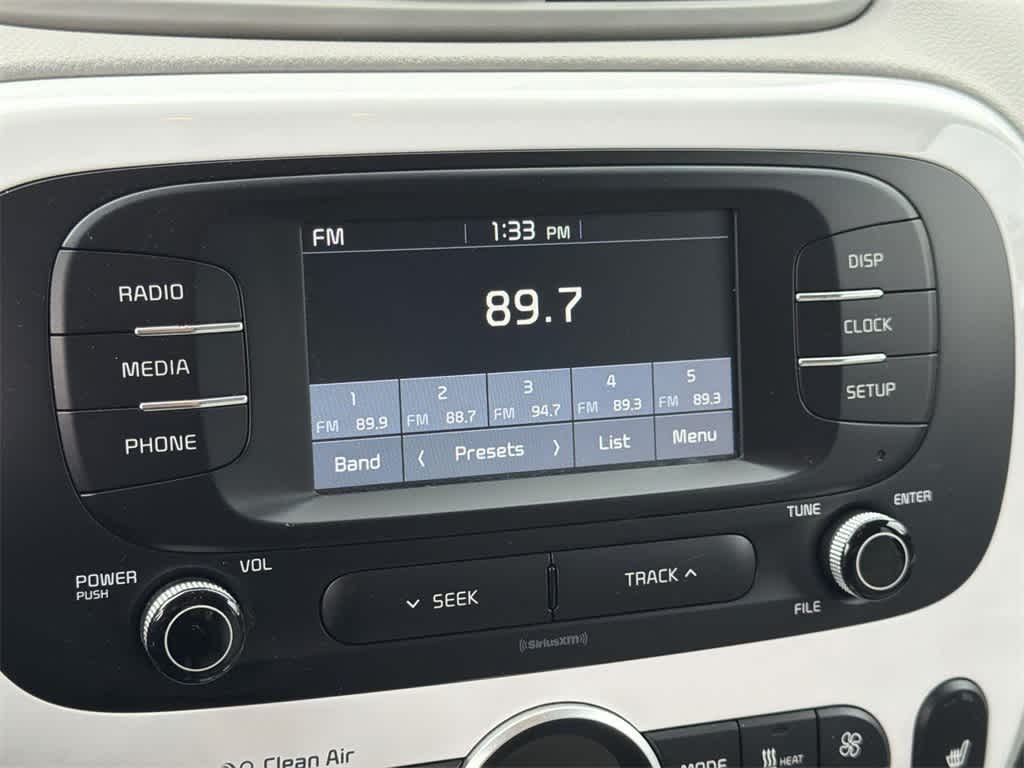 FM 1:33 PM
89.7
1 2 3 4 5
FM 89.9 FM 88.7 FM 94.7 FM 89.3 FM 89.3
Band < Presets > List Menu
RADIO
MEDIA
PHONE
DISP
CLOCK
SETUP
POWER
PUSH
VOL
SEEK
TRACK
TUNE
ENTER
FILE
SiriusXM
Clean Air
MODE
HEAT